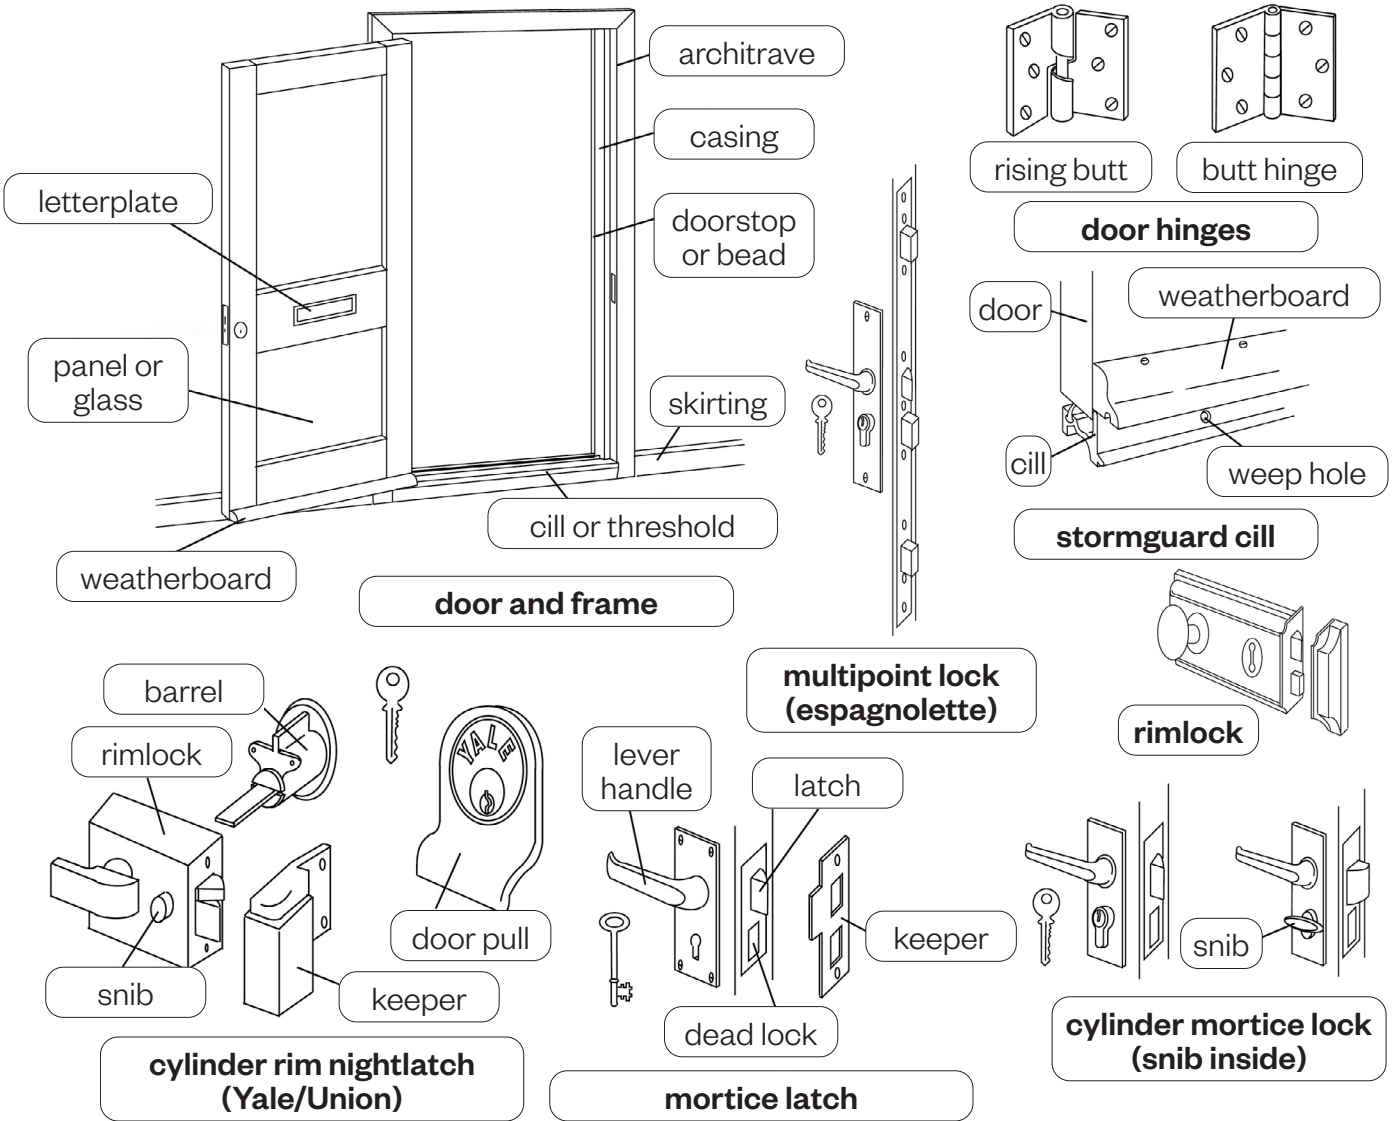 architrave
casing
letterplate
doorstop
or bead
panel or
glass
skirting
cill or threshold
weatherboard
door and frame
rising butt
butt hinge
door hinges
door
weatherboard
cill
weep hole
stormguard cill
multipoint lock
(espagnolette)
rimlock
barrel
rimlock
YALE
snib
door pull
keeper
cylinder rim nightlatch
(Yale/Union)
lever
handle
latch
keeper
dead lock
mortice latch
snib
cylinder mortice lock
(snib inside)